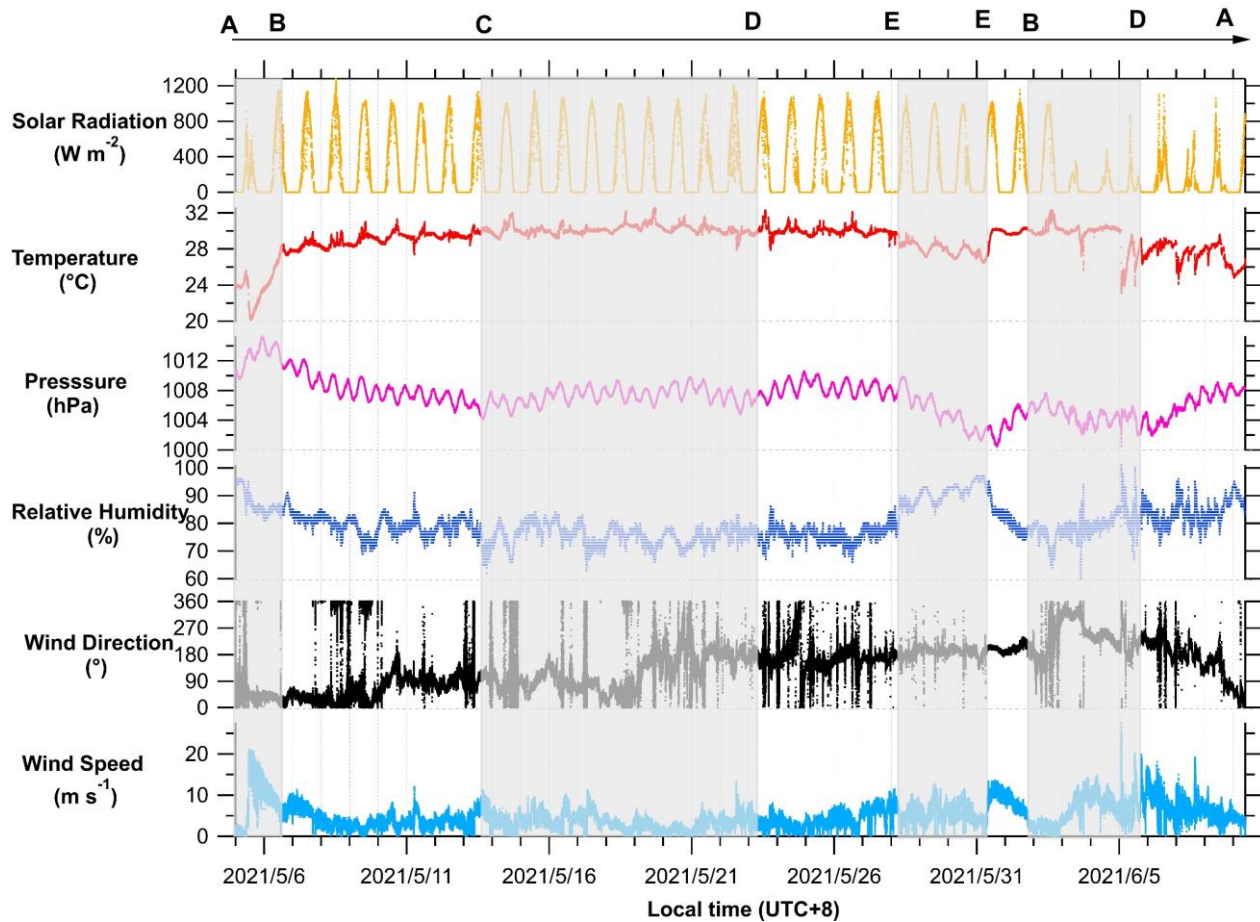 A B C D E E B D A
1200
Solar Radiation
800
(W m-2)
400
0
32
Temperature
28
(°C)
24
20
1012
Presssure
1008
(hPa)
1004
1000
100
90
Relative Humidity
80
(%)
70
60
360
270
Wind Direction
180
(°)
90
0
20
Wind Speed
(m s-1)
10
0
2021/5/6 2021/5/11 2021/5/16 2021/5/21 2021/5/26 2021/5/31 2021/6/5
Local time (UTC+8)